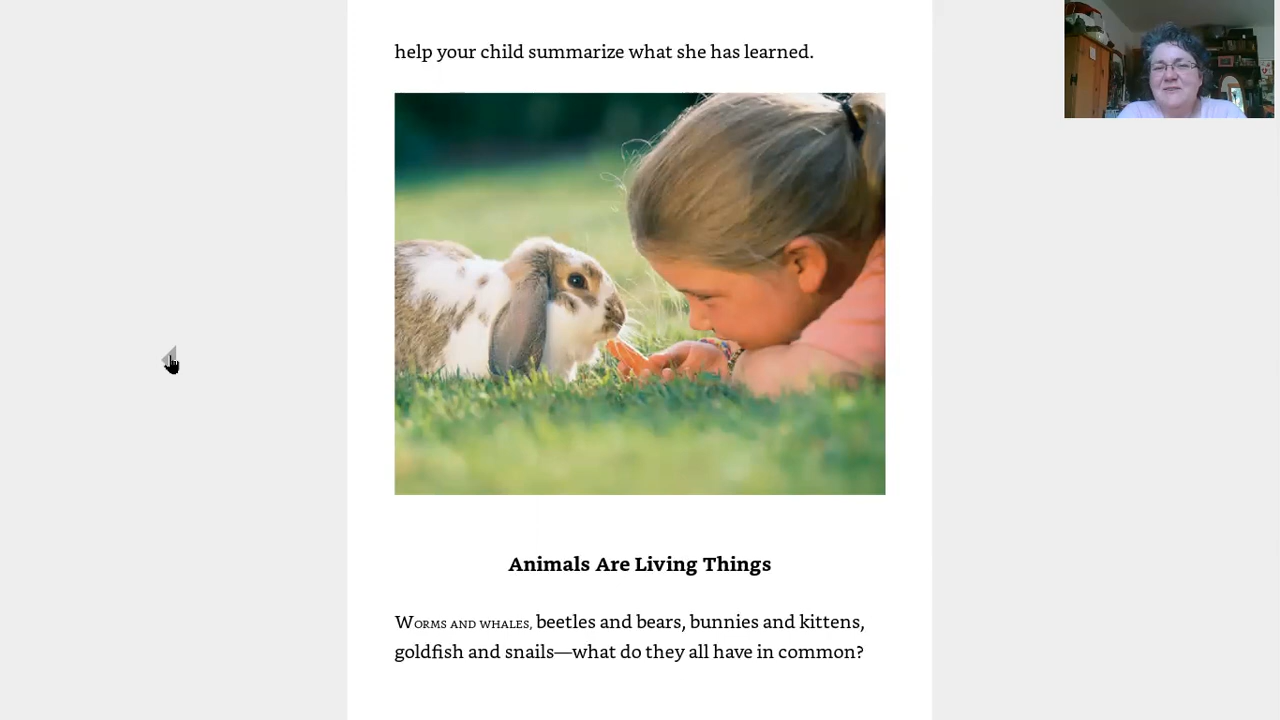 help your child summarize what she has learned.
Animals Are Living Things
Worms and whales, beetles and bears, bunnies and kittens,
goldfish and snails—what do they all have in common?